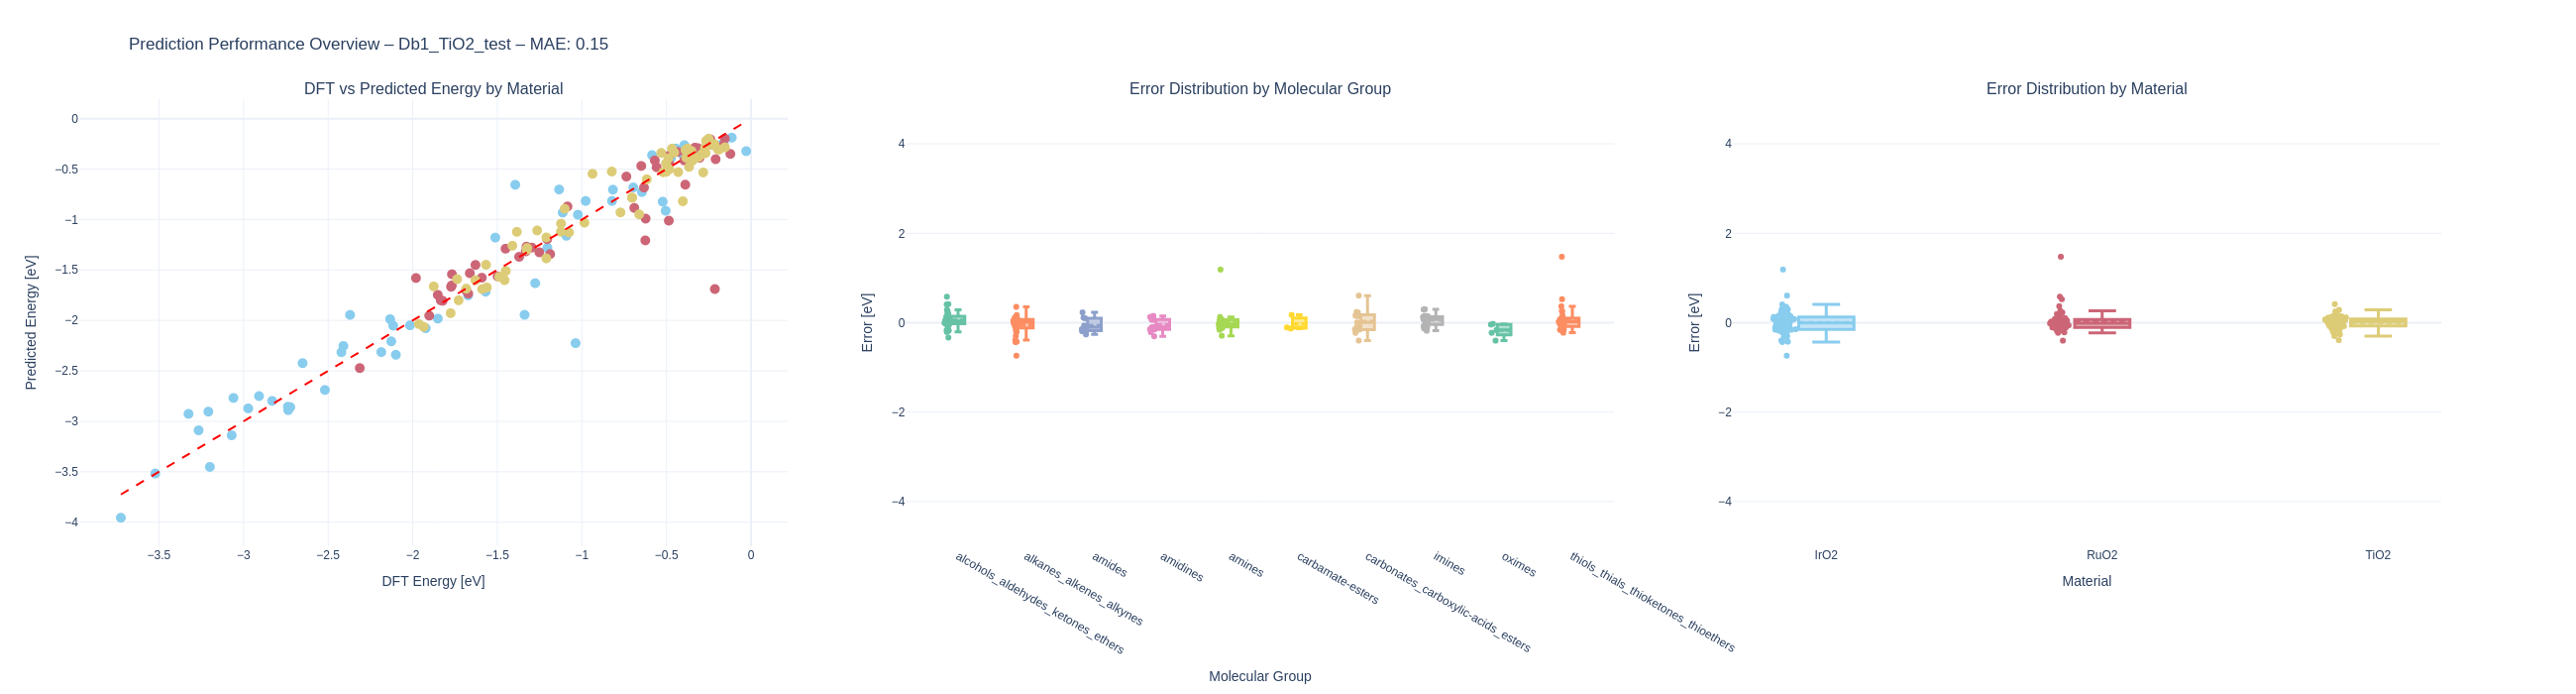 Prediction Performance Overview – Db1_TiO2_test – MAE: 0.15
DFT vs Predicted Energy by Material
0
−0.5
−1
−1.5
−2
−2.5
−3
−3.5
−4
Predicted Energy [eV]
−3.5 −3 −2.5 −2 −1.5 −1 −0.5 0
DFT Energy [eV]
Error Distribution by Molecular Group
4
2
0
−2
−4
Error [eV]
alcohols_aldehydes_ketones_ethers
alkanes_alkenes_alkynes
amides
amidines
amines
carbamate-esters
carbonates_carboxylic-acids_esters
imines
oximes
thiols_thials_thioketones_thioethers
Molecular Group
Error Distribution by Material
4
2
0
−2
−4
Error [eV]
IrO2 RuO2 TiO2
Material